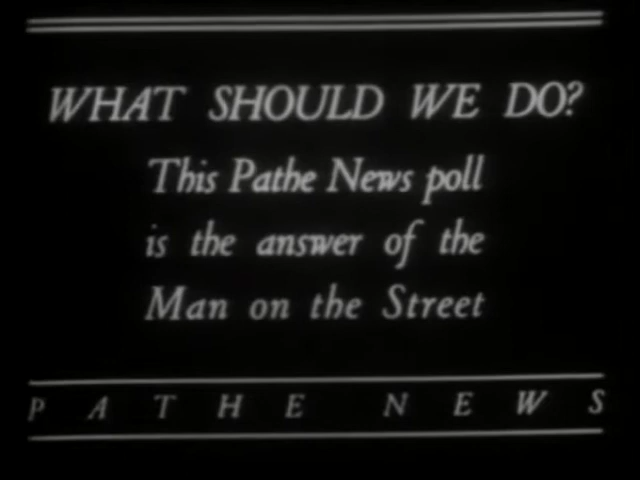 WHAT SHOULD WE DO?
This Pathe News poll
is the answer of the
Man on the Street
PATHE NEWS